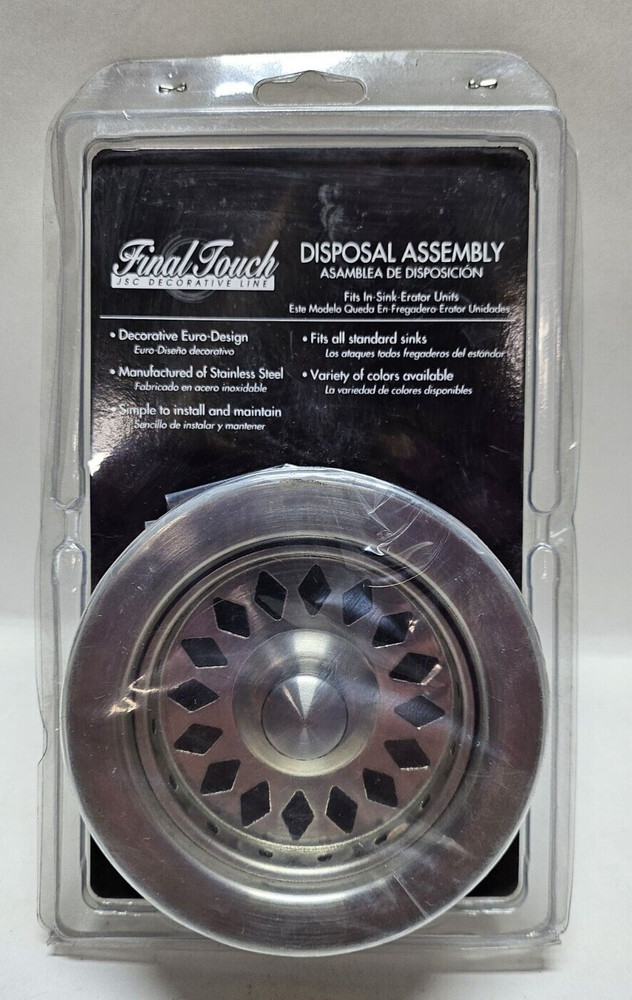 Final Touch
JSC DECORATIVE LINE
DISPOSAL ASSEMBLY
ASAMBLEA DE DISPOSICIÓN
Fits In-Sink-Erator Units
Este Modelo Queda En-Fregadero-Erator Unidades
• Decorative Euro-Design
Euro-Diseño decorativo
• Manufactured of Stainless Steel
Fabricado en acero inoxidable
• Simple to install and maintain
Sencillo de instalar y mantener
• Fits all standard sinks
Los ataques todos fregaderos del estándar
• Variety of colors available
La variedad de colores disponibles